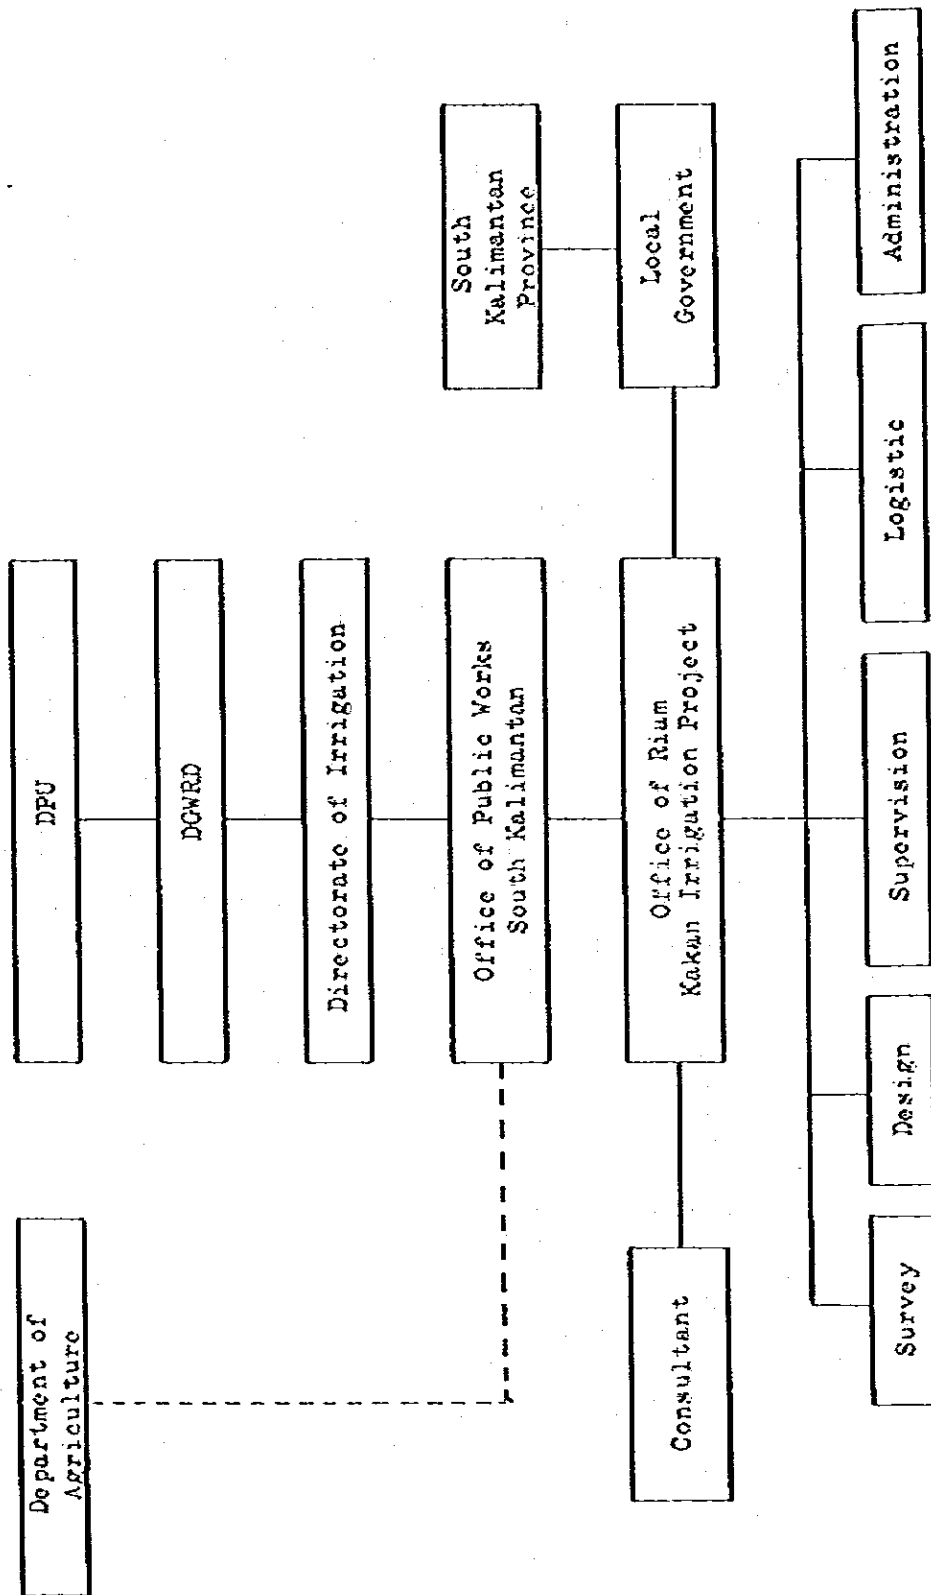 Department of
Agriculture
DPU
DGWRD
Directorate of Irrigation
Office of Public Works
South Kalimantan
South
Kalimantan
Province
Consultant
Office of Rium
Kakan Irrigation Project
Local
Government
Survey
Design
Supervision
Logistic
Administration